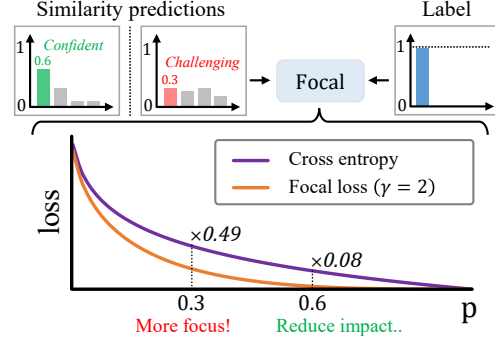 Similarity predictions
Label
1
Confident
0.6
0
1
Challenging
0.3
0
Focal
1
0
Cross entropy
Focal loss (γ = 2)
loss
×0.49
×0.08
0.3
0.6
p
More focus!
Reduce impact..